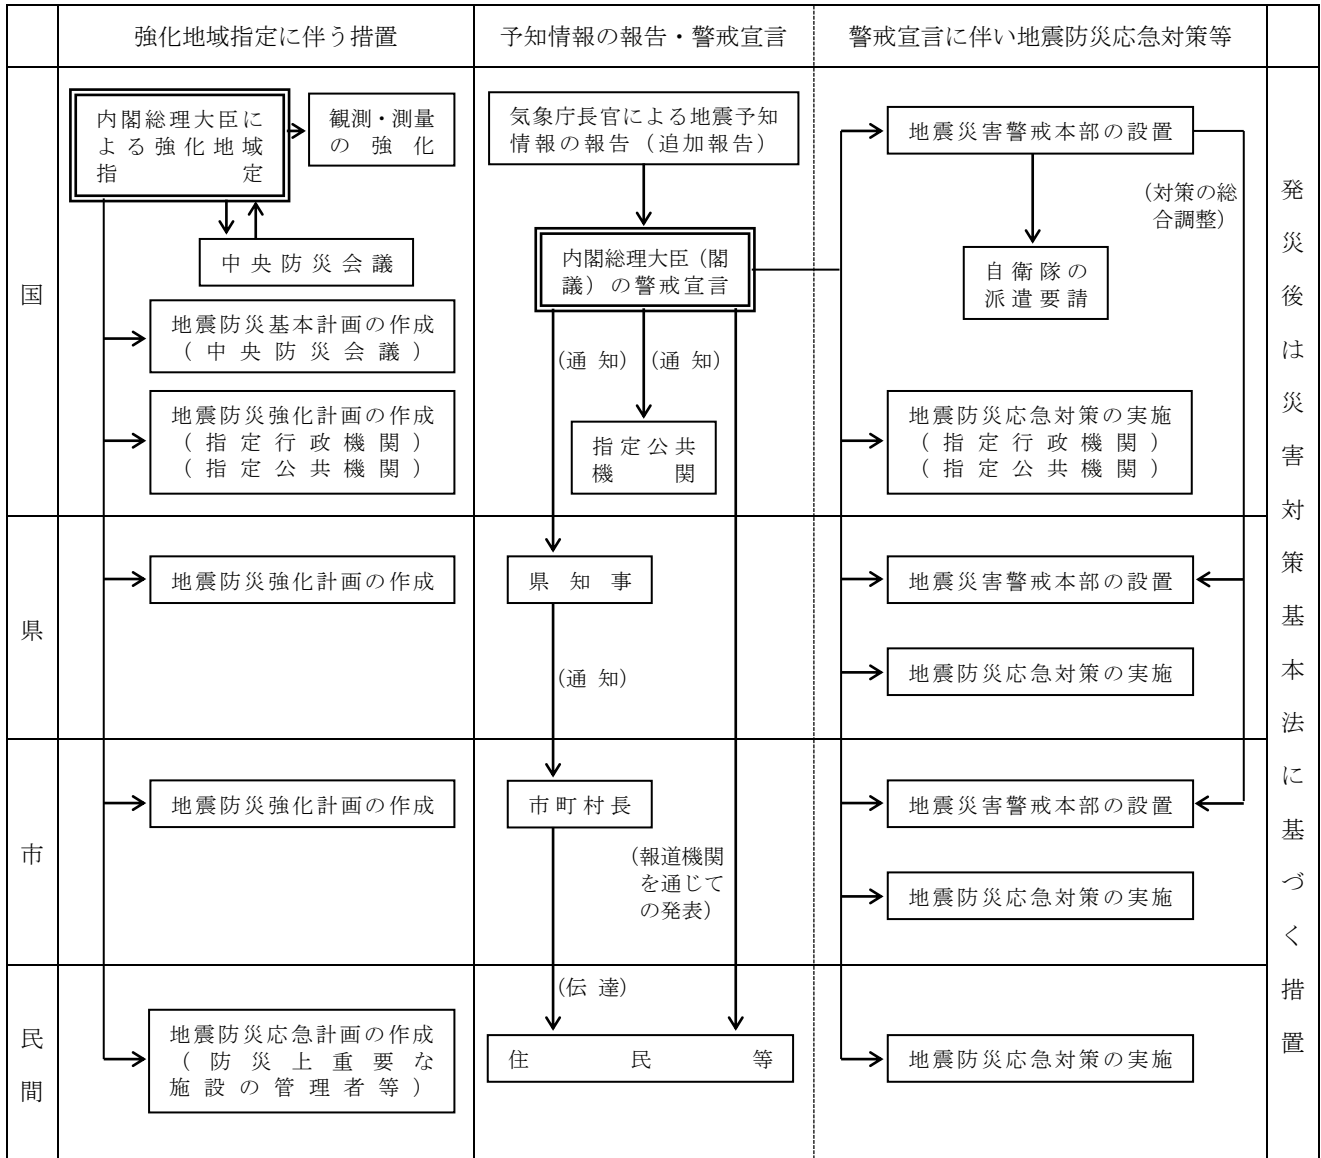 強化地域指定に伴う措置
予知情報の報告・警戒宣言
警戒宣言に伴い地震防災応急対策等
国
内閣総理大臣に
よる強化地域
指定
観測・測量
の強化
中央防災会議
地震防災基本計画の作成
（中央防災会議）
地震防災強化計画の作成
（指定行政機関）
（指定公共機関）
気象庁長官による地震予知
情報の報告（追加報告）
内閣総理大臣（閣
議）の警戒宣言
（通知）
（通知）
指定公共
機関
地震災害警戒本部の設置
（対策の総
合調整）
自衛隊の
派遣要請
地震防災応急対策の実施
（指定行政機関）
（指定公共機関）
県
地震防災強化計画の作成
県知事
（通知）
地震災害警戒本部の設置
地震防災応急対策の実施
市
地震防災強化計画の作成
市町村長
（報道機関
を通じて
の発表）
地震災害警戒本部の設置
地震防災応急対策の実施
民間
地震防災応急計画の作成
（防災上重要な
施設の管理者等）
（伝達）
住民等
地震防災応急対策の実施
発災後は災害対策基本法に基づく措置